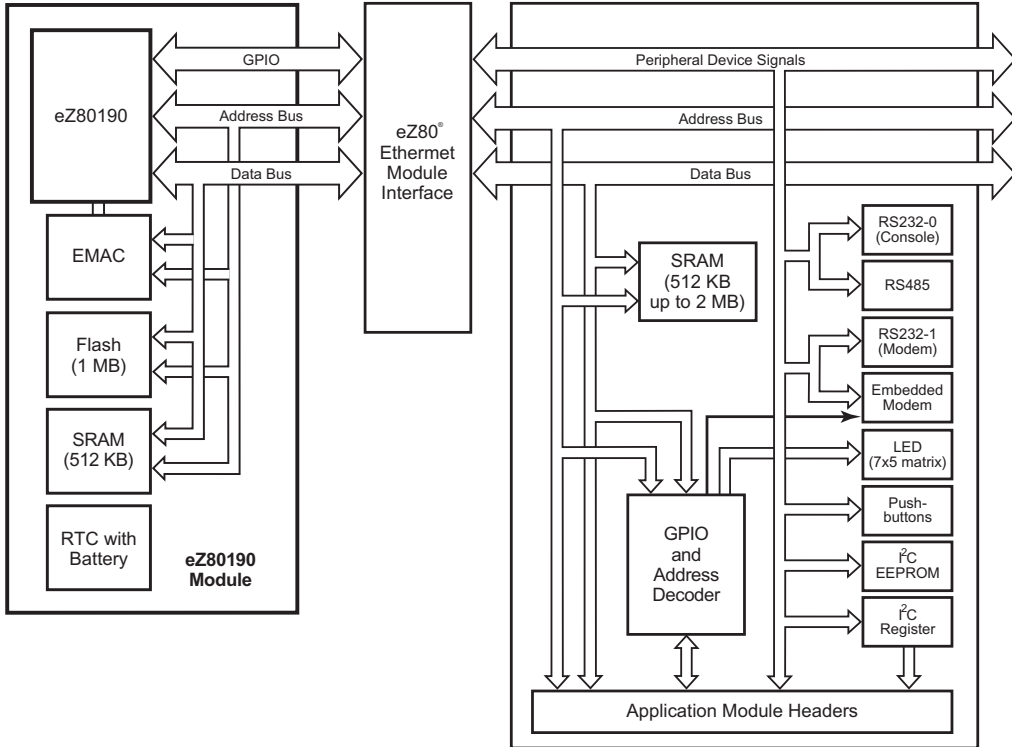 eZ80190
GPIO
Address Bus
Data Bus
EMAC
Flash
(1 MB)
SRAM
(512 KB)
RTC with
Battery
eZ80190
Module
eZ80®
Ethermet
Module
Interface
Peripheral Device Signals
Address Bus
Data Bus
SRAM
(512 KB
up to 2 MB)
GPIO
and
Address
Decoder
RS232-0
(Console)
RS485
RS232-1
(Modem)
Embedded
Modem
LED
(7x5 matrix)
Push-
buttons
I²C
EEPROM
I²C
Register
Application Module Headers